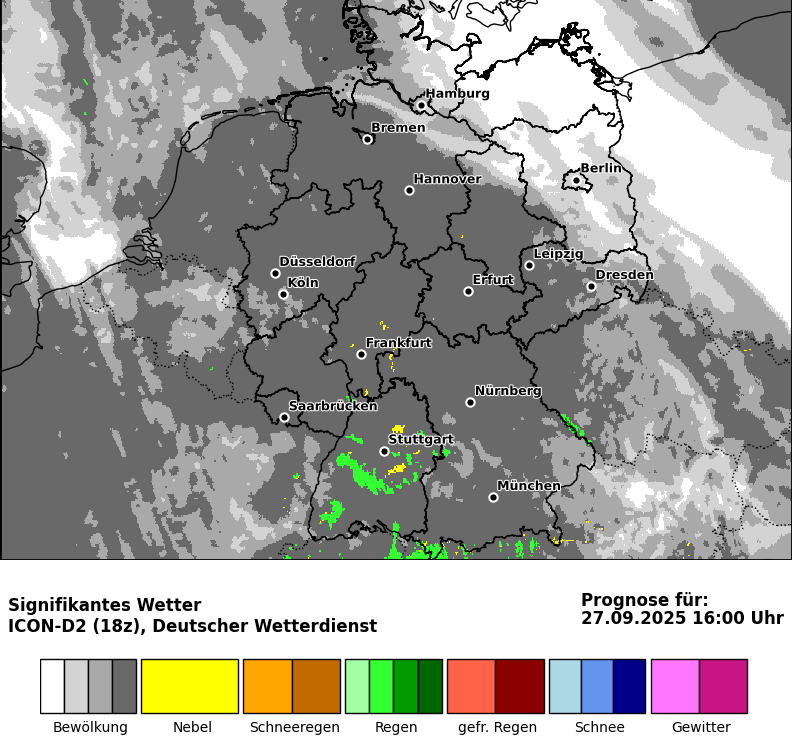 Hamburg
Bremen
Berlin
Hannover
Düsseldorf
Leipzig
Köln
Erfurt
Dresden
Frankfurt
Nürnberg
Saarbrücken
Stuttgart
München
Signifikantes Wetter
ICON-D2 (18z), Deutscher Wetterdienst
Prognose für:
27.09.2025 16:00 Uhr
Bewölkung
Nebel
Schneeregen
Regen
gefr. Regen
Schnee
Gewitter